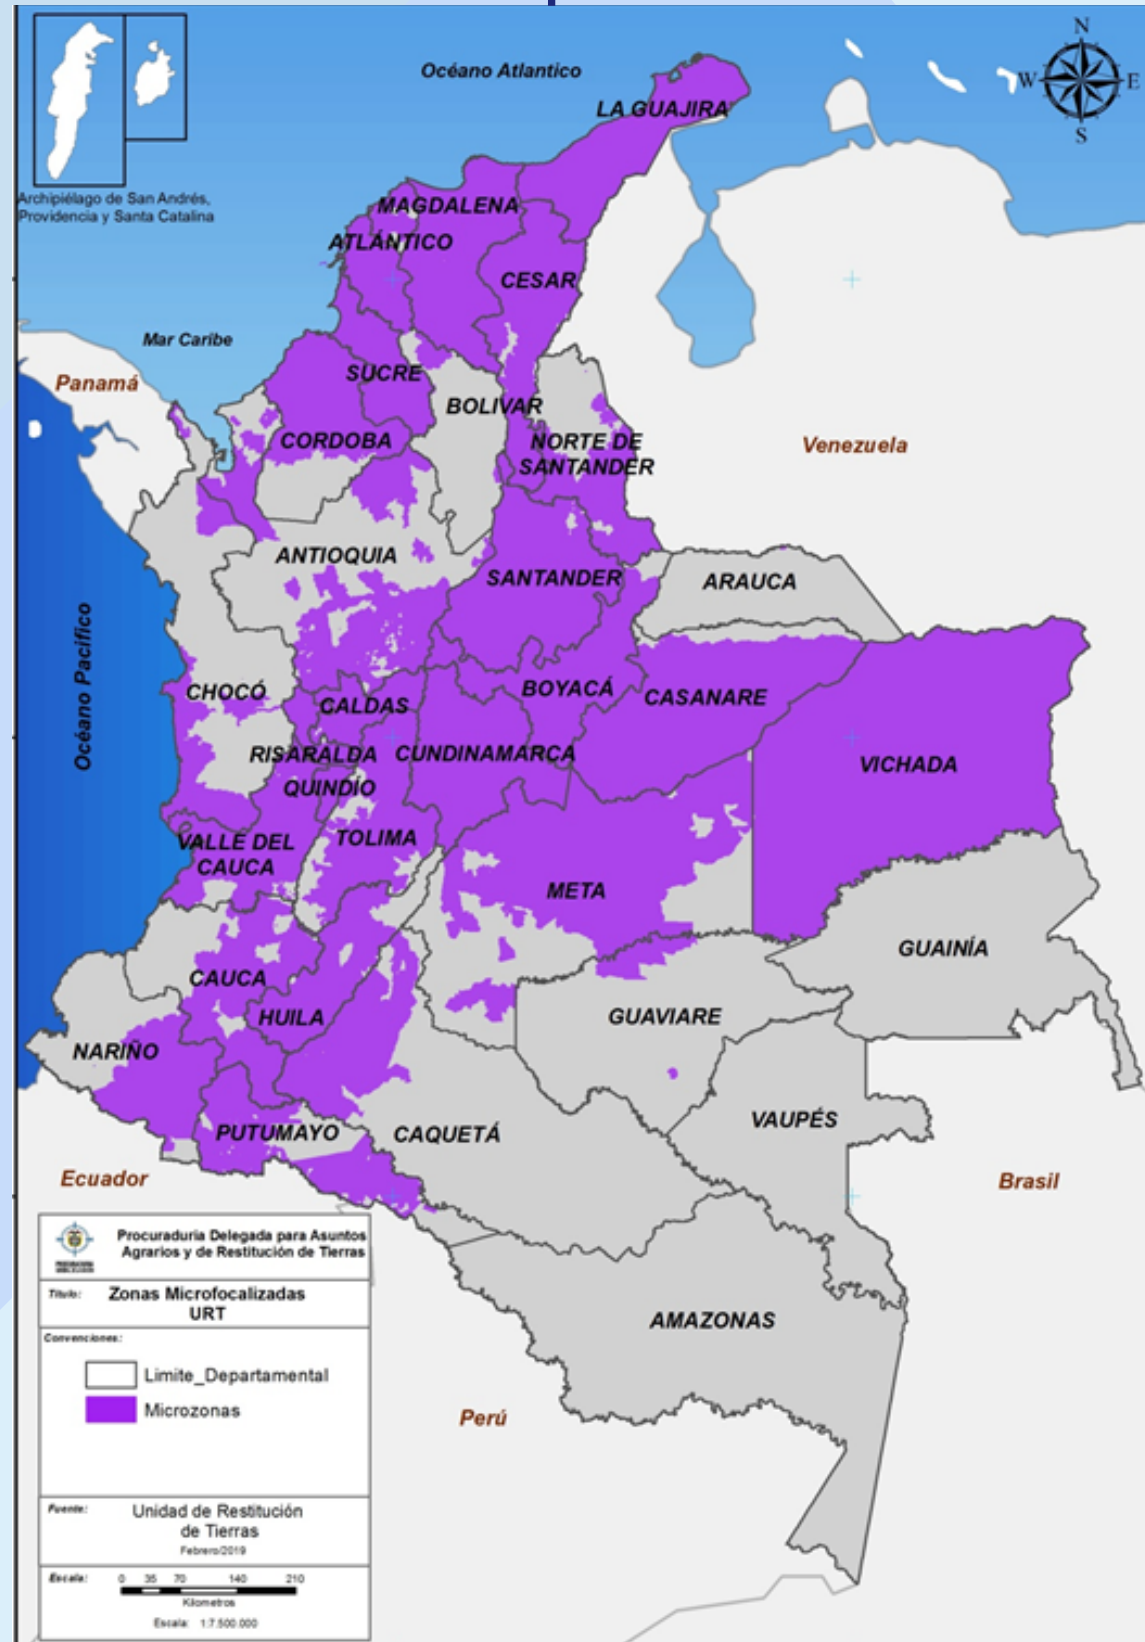 N
Océano Atlantico
W
E
LA GUAJIRA
S
Archipiélago de San Andrés,
Providencia y Santa Catalina
MAGDALENA
ATLÁNTICO
CESAR
Mar Caribe
Panamá
SUCRE
BOLIVAR
CORDOBA
NORTE DE
SANTANDER
Venezuela
ANTIOQUIA
SANTANDER
ARAUCA
Océano Pacífico
CHOCÓ
CALDAS
BOYACÁ
CASANARE
RISARALDA
CUNDINAMARCA
VICHADA
QUINDÍO
VALLE DEL
CAUCA
TOLIMA
META
GUAINÍA
CAUCA
HUILA
GUAVIARE
NARIÑO
VAUPÉS
PUTUMAYO
CAQUETÁ
Ecuador
Brasil
AMAZONAS
Perú
Procuraduria Delegada para Asuntos
Agrarios y de Restitución de Tierras
Titulo: Zonas Microfocalizadas
URT
Convenciones:
Limite_Departamental
Microzonas
Fuente: Unidad de Restitución
de Tierras
Febrero/2019
Escala: 0 35 70 140 210
Kilometros
Escala: 1:7.500.000